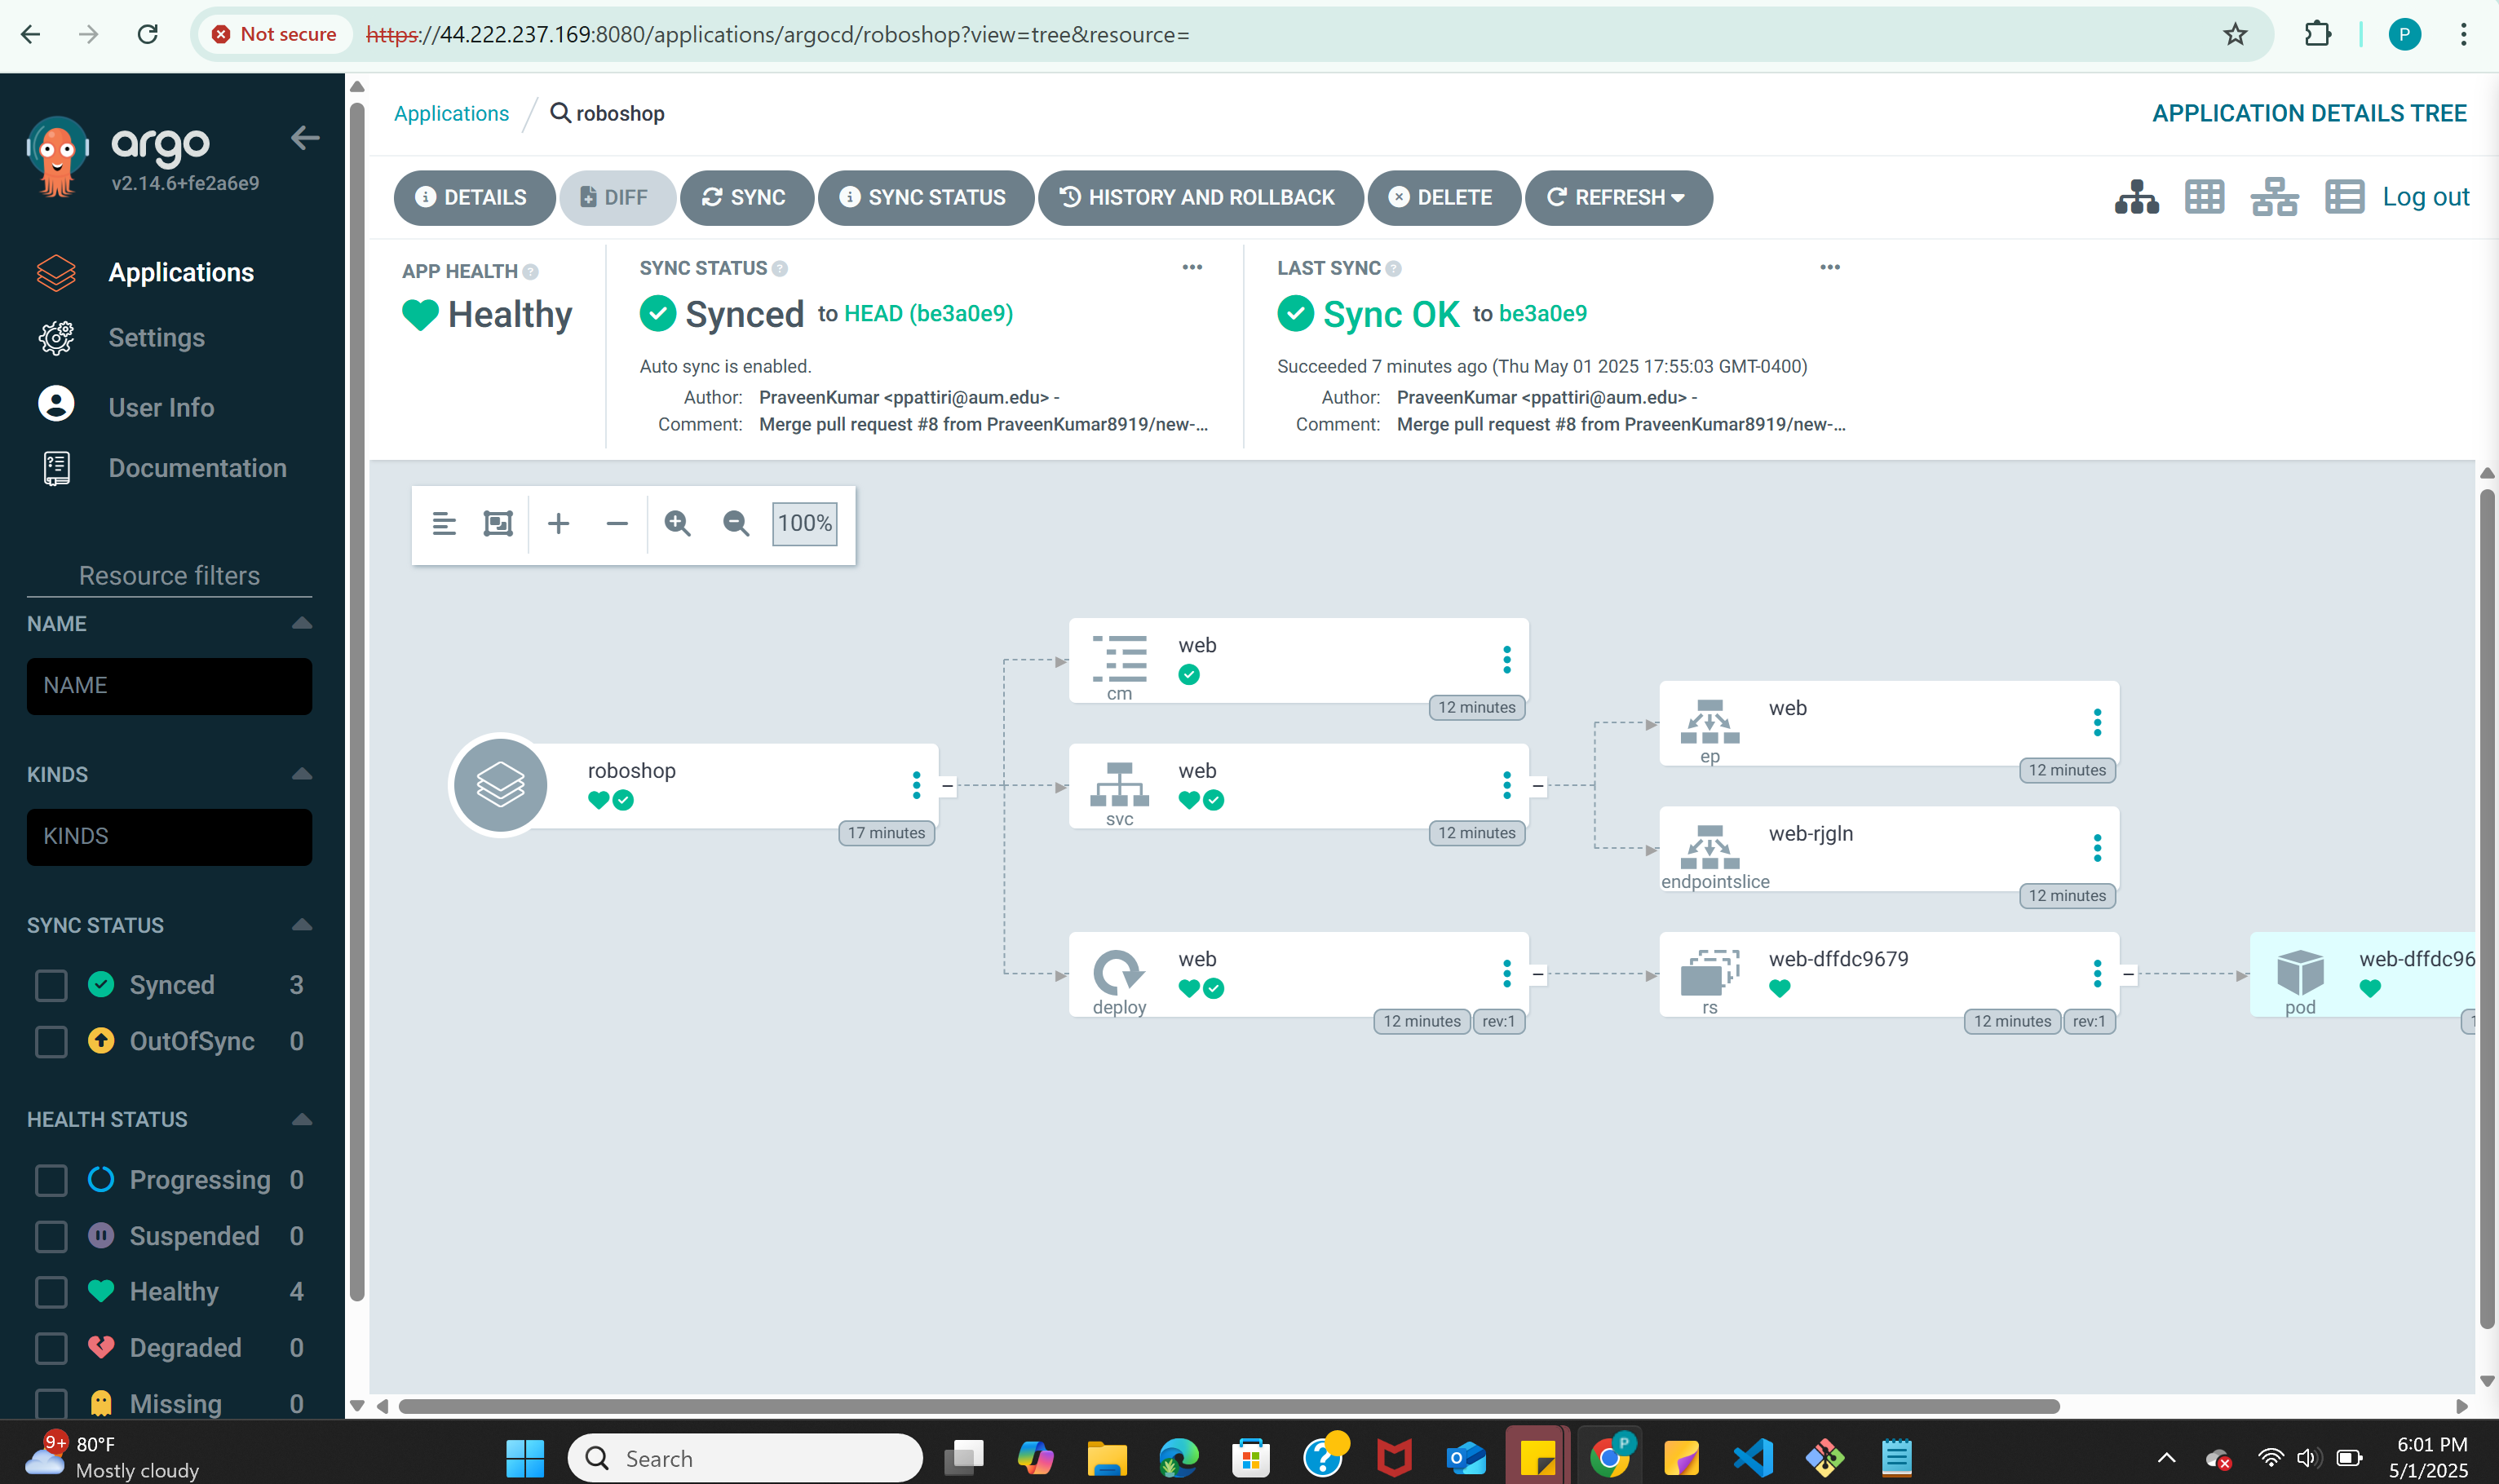 Not secure https://44.222.237.169:8080/applications/argocd/roboshop?view=tree&resource= P
argo
v2.14.6+fe2a6e9
Applications
Settings
User Info
Documentation
Resource filters
NAME
NAME
KINDS
KINDS
SYNC STATUS
Synced 3
OutOfSync 0
HEALTH STATUS
Progressing 0
Suspended 0
Healthy 4
Degraded 0
Missing 0
Applications / roboshop
APPLICATION DETAILS TREE
DETAILS DIFF SYNC SYNC STATUS HISTORY AND ROLLBACK DELETE REFRESH Log out
APP HEALTH
Healthy
SYNC STATUS
Synced to HEAD (be3a0e9)
Auto sync is enabled.
Author: PraveenKumar <ppattiri@aum.edu> -
Comment: Merge pull request #8 from PraveenKumar8919/new-...
LAST SYNC
Sync OK to be3a0e9
Succeeded 7 minutes ago (Thu May 01 2025 17:55:03 GMT-0400)
Author: PraveenKumar <ppattiri@aum.edu> -
Comment: Merge pull request #8 from PraveenKumar8919/new-...
100%
roboshop
17 minutes
web
cm
12 minutes
web
svc
12 minutes
web
deploy
12 minutes rev:1
web
ep
12 minutes
web-rjgln
endpointslice
12 minutes
web-dffdc9679
rs
12 minutes rev:1
web-dffdc96
pod
1
9+
80°F
Mostly cloudy
Search
P
6:01 PM
5/1/2025